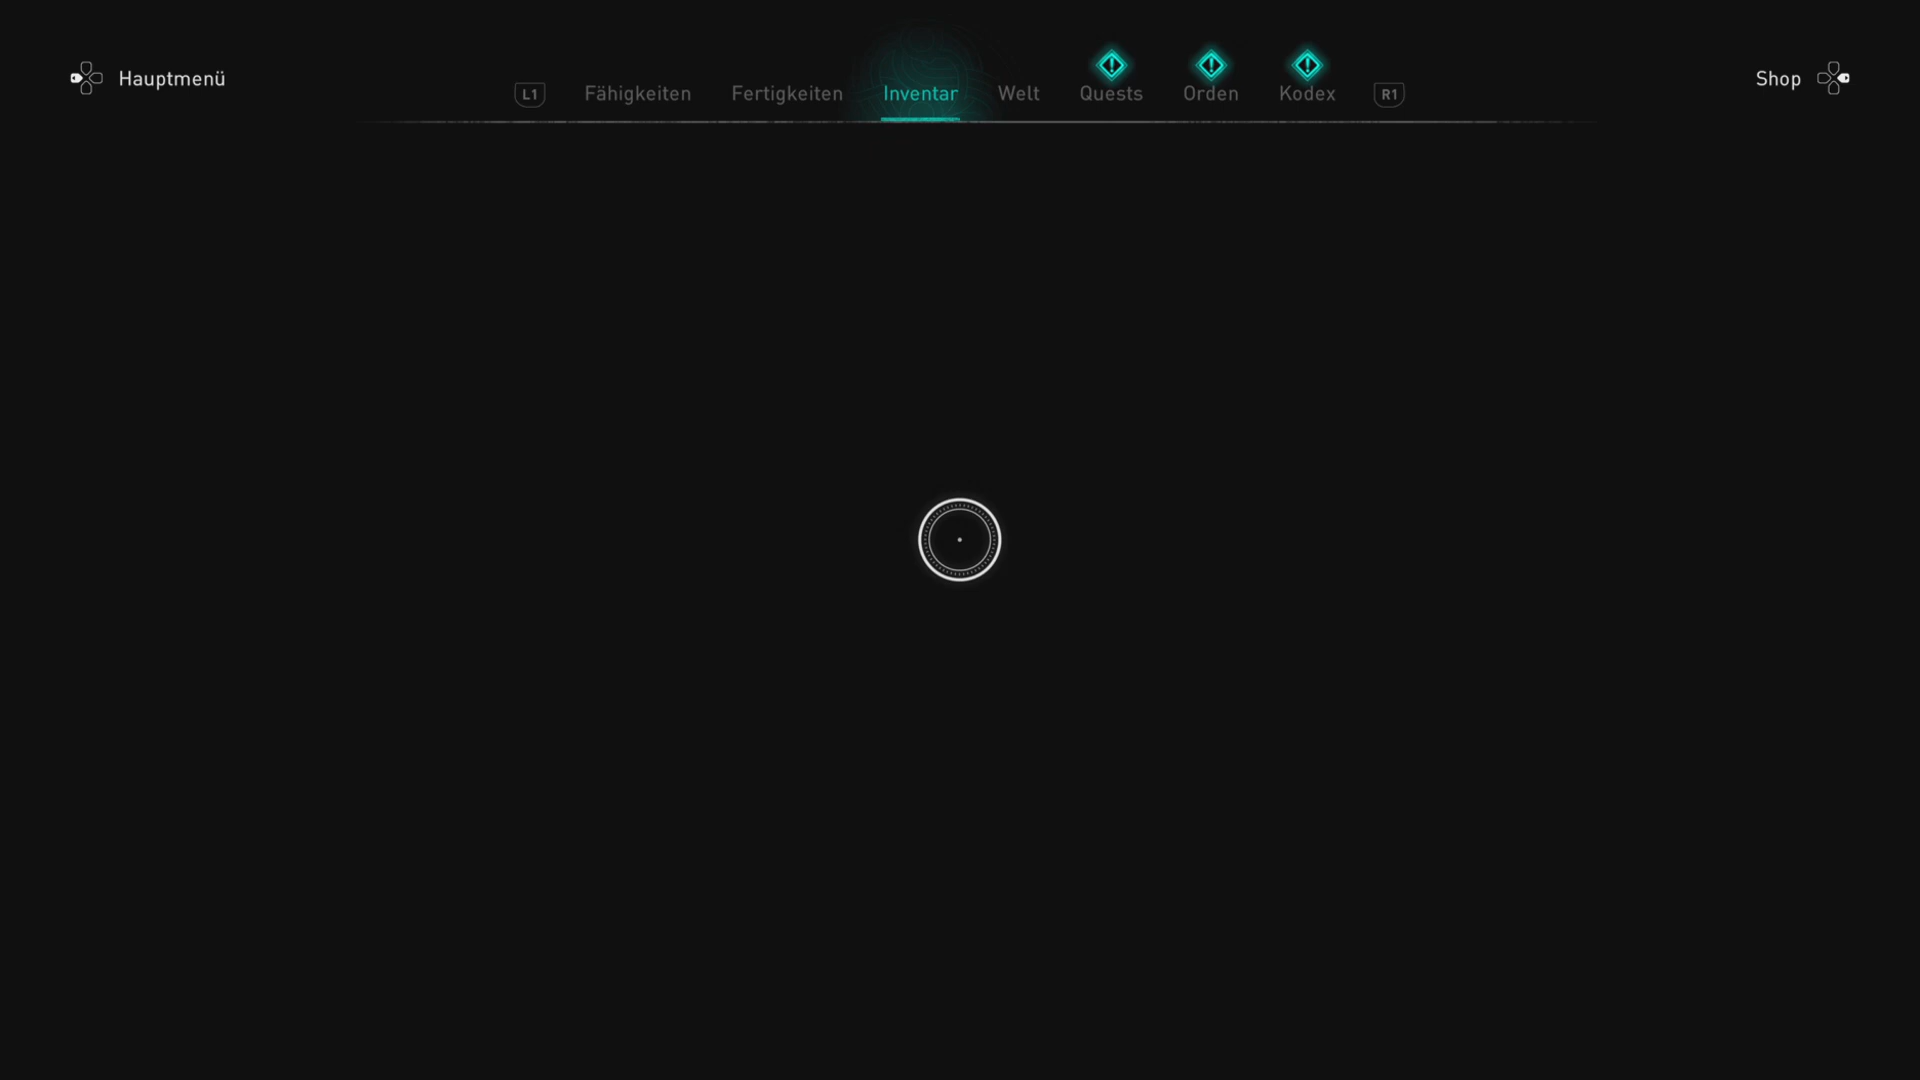 Hauptmenü
L1 Fähigkeiten Fertigkeiten Inventar Welt Quests Orden Kodex R1
Shop